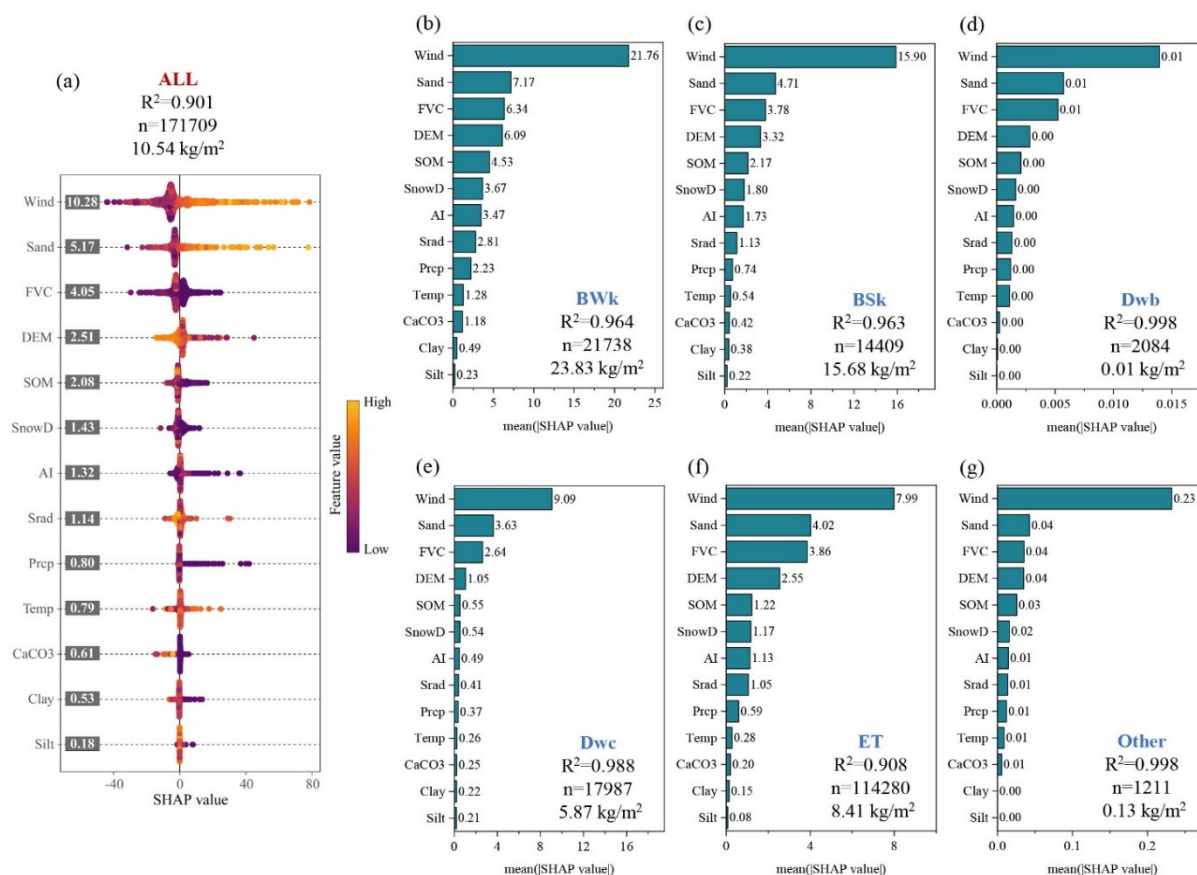 (a)
ALL
R²=0.901
n=171709
10.54 kg/m²
Wind 10.28
Sand 5.17
FVC 4.05
DEM 2.51
SOM 2.08
SnowD 1.43
AI 1.32
Srad 1.14
Prcp 0.80
Temp 0.79
CaCO3 0.61
Clay 0.53
Silt 0.18
-40 0 40 80
SHAP value
High
Feature value
Low
(b)
Wind 21.76
Sand 7.17
FVC 6.34
DEM 6.09
SOM 4.53
SnowD 3.67
AI 3.47
Srad 2.81
Prcp 2.23
Temp 1.28
CaCO3 1.18
Clay 0.49
Silt 0.23
BWk
R²=0.964
n=21738
23.83 kg/m²
0 5 10 15 20 25
mean(|SHAP value|)
(c)
Wind 15.90
Sand 4.71
FVC 3.78
DEM 3.32
SOM 2.17
SnowD 1.80
AI 1.73
Srad 1.13
Prcp 0.74
Temp 0.54
CaCO3 0.42
Clay 0.38
Silt 0.22
BSk
R²=0.963
n=14409
15.68 kg/m²
0 4 8 12 16
mean(|SHAP value|)
(d)
Wind 0.01
Sand 0.01
FVC 0.01
DEM 0.00
SOM 0.00
SnowD 0.00
AI 0.00
Srad 0.00
Prcp 0.00
Temp 0.00
CaCO3 0.00
Clay 0.00
Silt 0.00
Dwb
R²=0.998
n=2084
0.01 kg/m²
0.000 0.005 0.010 0.015
mean(|SHAP value|)
(e)
Wind 9.09
Sand 3.63
FVC 2.64
DEM 1.05
SOM 0.55
SnowD 0.54
AI 0.49
Srad 0.41
Prcp 0.37
Temp 0.26
CaCO3 0.25
Clay 0.22
Silt 0.21
Dwc
R²=0.988
n=17987
5.87 kg/m²
0 4 8 12 16
mean(|SHAP value|)
(f)
Wind 7.99
Sand 4.02
FVC 3.86
DEM 2.55
SOM 1.22
SnowD 1.17
AI 1.13
Srad 1.05
Prcp 0.59
Temp 0.28
CaCO3 0.20
Clay 0.15
Silt 0.08
ET
R²=0.908
n=114280
8.41 kg/m²
0 4 8
mean(|SHAP value|)
(g)
Wind 0.23
Sand 0.04
FVC 0.04
DEM 0.04
SOM 0.03
SnowD 0.02
AI 0.01
Srad 0.01
Prcp 0.01
Temp 0.01
CaCO3 0.01
Clay 0.00
Silt 0.00
Other
R²=0.998
n=1211
0.13 kg/m²
0.0 0.1 0.2
mean(|SHAP value|)